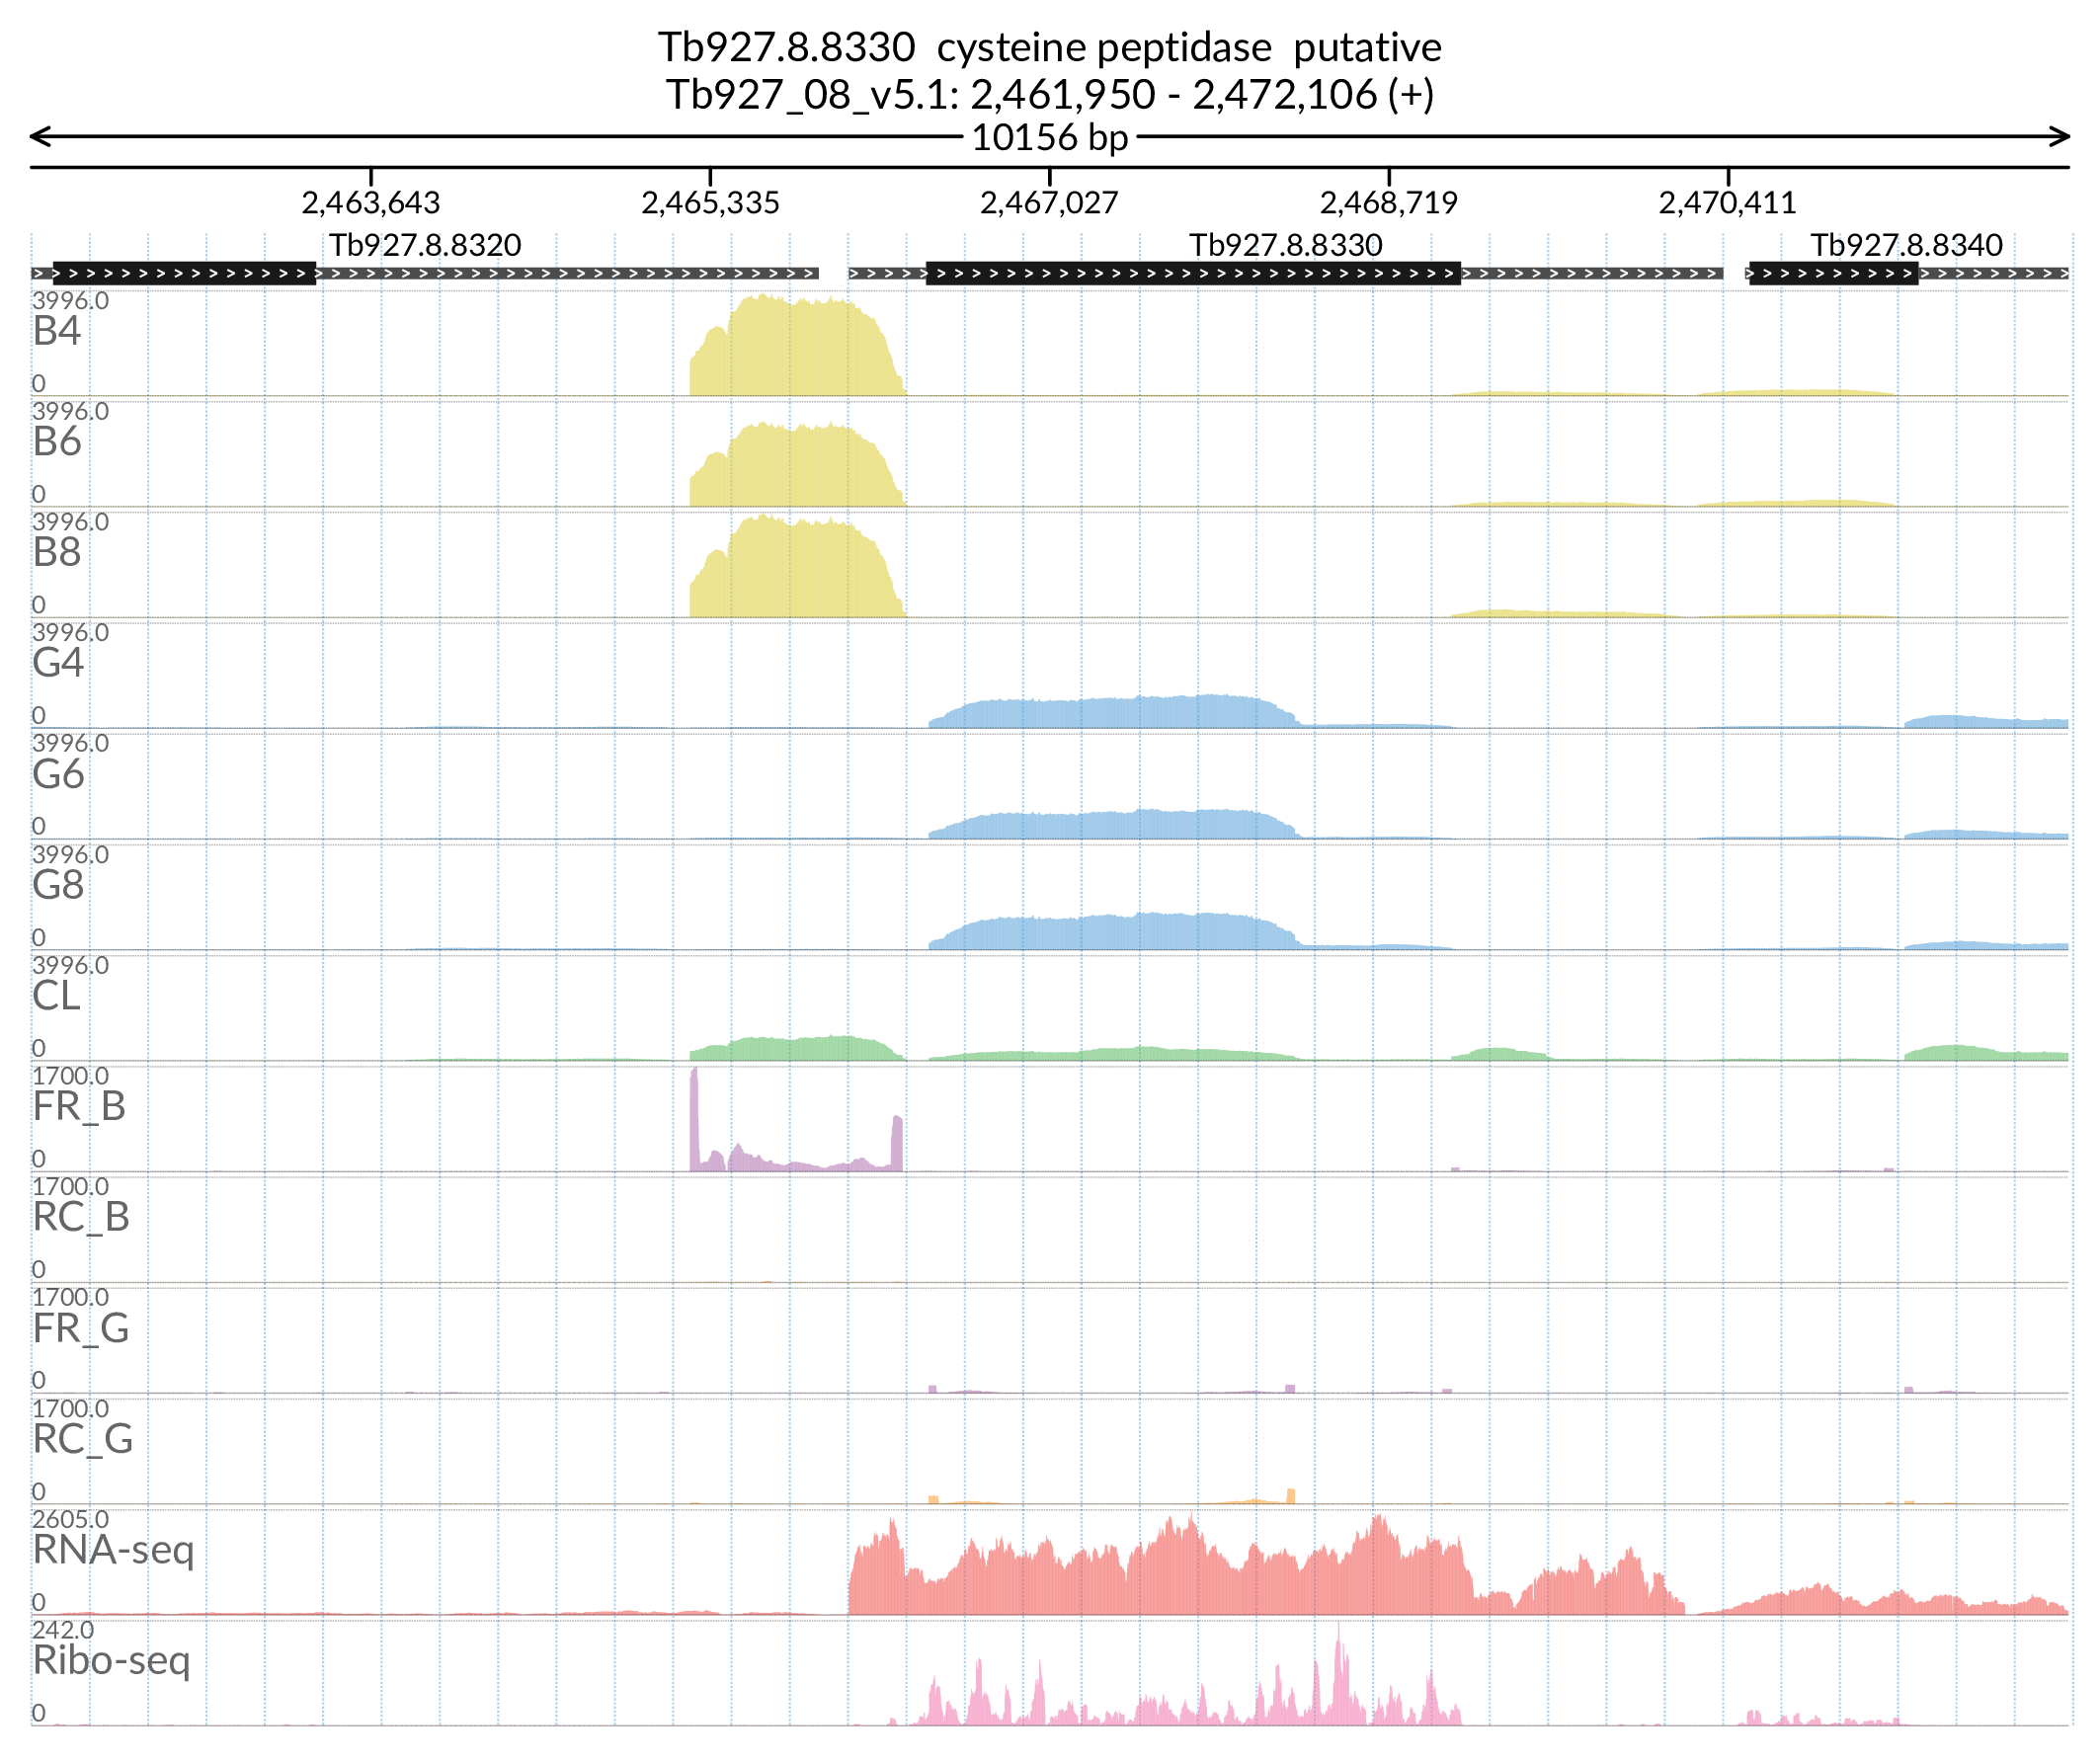 Tb927.8.8330 cysteine peptidase putative
Tb927_08_v5.1: 2,461,950 - 2,472,106 (+)
10156 bp
2,463,643 2,465,335 2,467,027 2,468,719 2,470,411
Tb927.8.8320 Tb927.8.8330 Tb927.8.8340
3996.0
B4
0
3996.0
B6
0
3996.0
B8
0
3996.0
G4
0
3996.0
G6
0
3996.0
G8
0
3996.0
CL
0
1700.0
FR_B
0
1700.0
RC_B
0
1700.0
FR_G
0
1700.0
RC_G
0
2605.0
RNA-seq
0
242.0
Ribo-seq
0